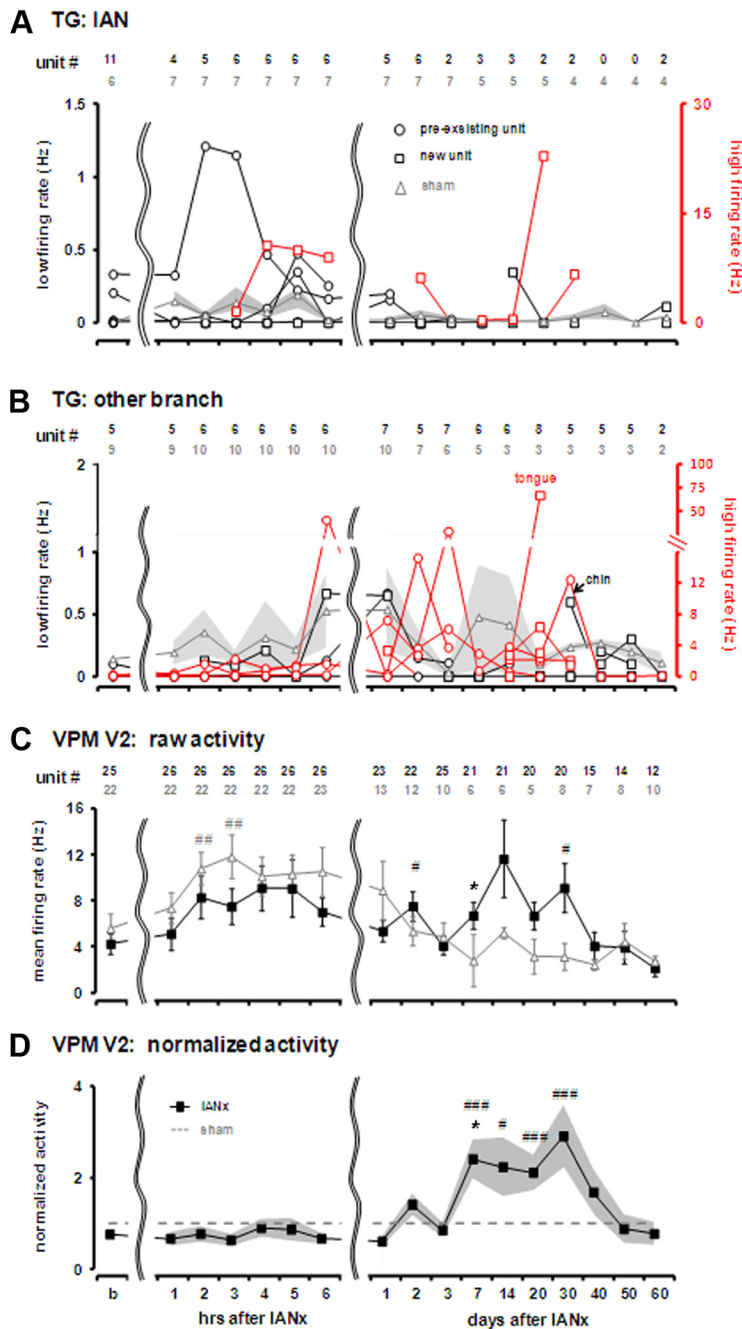 A TG: IAN
unit # 11 4 5 6 6 6 6 5 6 2 3 3 2 2 0 0 2
6 7 7 7 7 7 7 7 7 7 5 5 5 4 4 4 4
1.5
1
0.5
0
lowfiring rate (Hz)
pre-exsisting unit
new unit
sham
30
15
0
high firing rate (Hz)
B TG: other branch
unit # 5 5 6 6 6 6 6 7 5 7 6 6 8 5 5 5 2
9 9 10 10 10 10 10 10 7 6 5 3 3 3 3 3 2
2
1
0.5
0
lowfiring rate (Hz)
tongue
chin
100
75
50
12
8
4
0
high firing rate (Hz)
C VPM V2: raw activity
unit # 25 26 26 26 26 26 26 23 22 25 21 21 20 20 15 14 12
22 22 22 22 22 22 23 13 12 10 6 6 5 8 7 8 10
16
12
8
4
0
mean firing rate (Hz)
## ## # * #
D VPM V2: normalized activity
4
2
0
normalized activity
IANx
sham
### ###
* # ###
b 1 2 3 4 5 6 1 2 3 7 14 20 30 40 50 60
hrs after IANx days after IANx